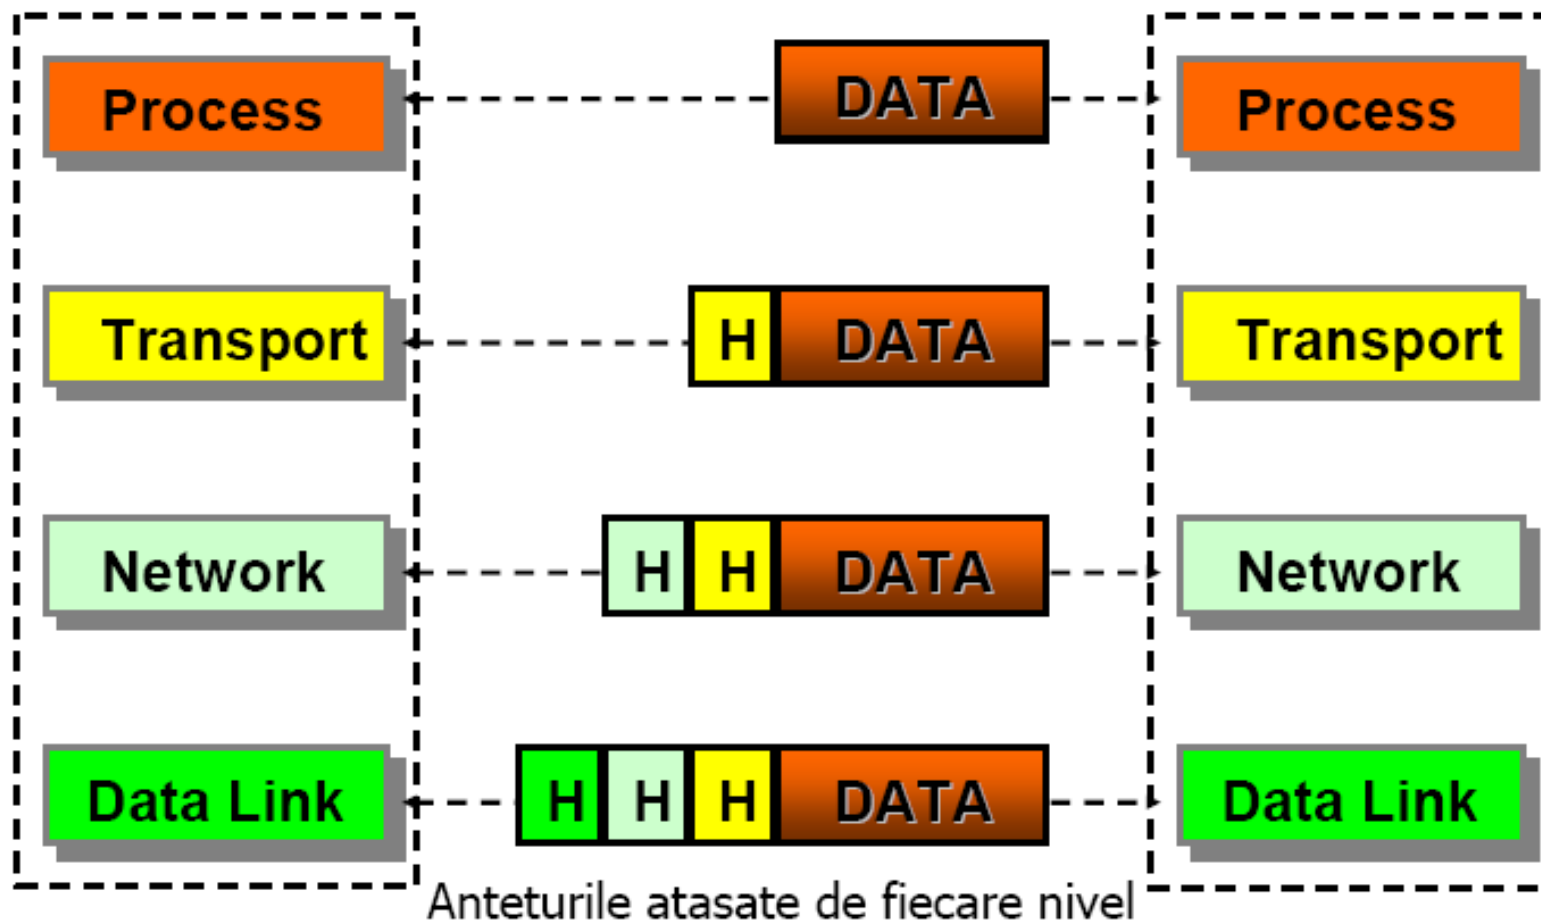 Process DATA Process
Transport H DATA Transport
Network H H DATA Network
Data Link H H H DATA Data Link
Anteturile atasate de fiecare nivel